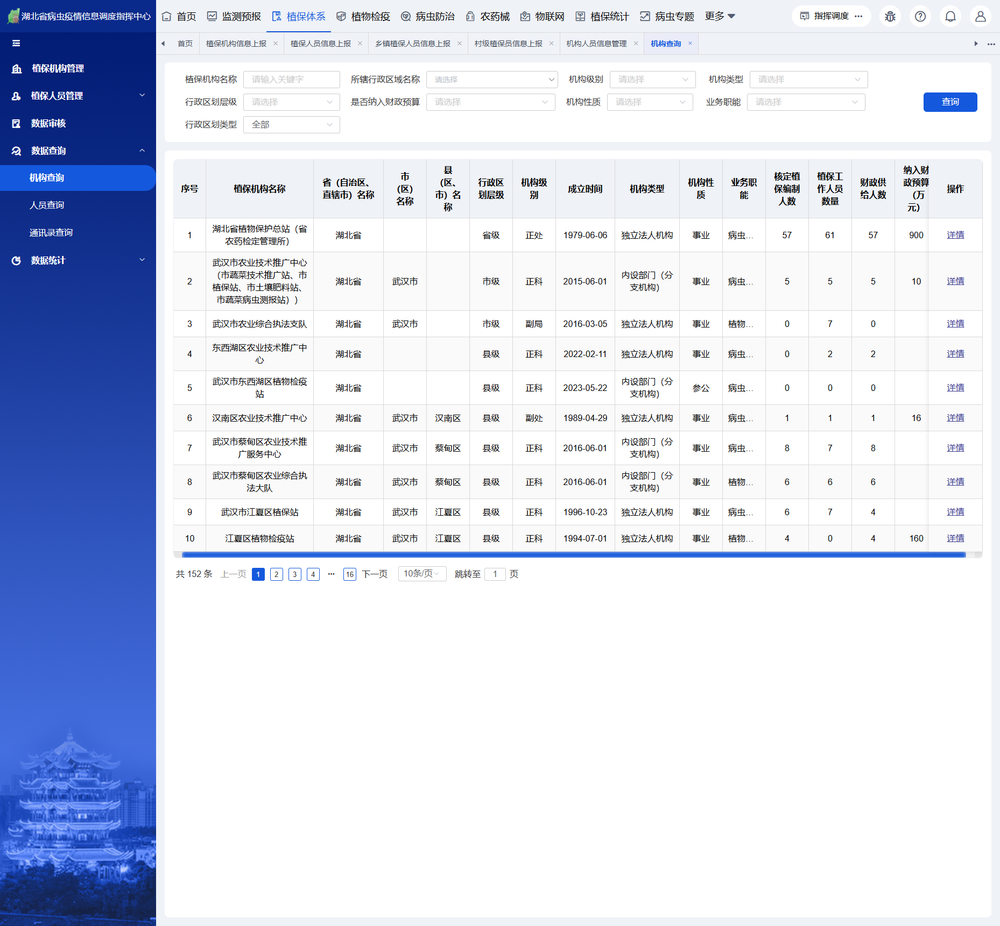 湖北省病虫疫情信息调度指挥中心
首页 监测预报 植保体系 植物检疫 病虫防治 农药械 物联网 植保统计 病虫专题 更多 指挥调度 ···
首页 植保机构信息上报 × 植保人员信息上报 × 乡镇植保人员信息上报 × 村级植保员信息上报 × 机构人员信息管理 × 机构查询 × ···
植保机构管理
植保人员管理
数据审核
数据查询
机构查询
人员查询
通讯录查询
数据统计
植保机构名称 请输入关键字 所辖行政区域名称 请选择 机构级别 请选择 机构类型 请选择
行政区划层级 请选择 是否纳入财政预算 请选择 机构性质 请选择 业务职能 请选择 查询
行政区划类型 全部
序号 植保机构名称 省（自治区、直辖市）名称 市（区）名称 县（区、市）名称 行政区划层级 机构级别 成立时间 机构类型 机构性质 业务职能 核定植保编制人数 植保工作人员数量 财政供给人数 纳入财政预算（万元） 操作
1 湖北省植物保护总站（省农药检定管理所） 湖北省 省级 正处 1979-06-06 独立法人机构 事业 病虫... 57 61 57 900 详情
2 武汉市农业技术推广中心（市蔬菜技术推广站、市植保站、市土壤肥料站、市蔬菜病虫测报站）） 湖北省 武汉市 市级 正科 2015-06-01 内设部门（分支机构） 事业 病虫... 5 5 5 10 详情
3 武汉市农业综合执法支队 湖北省 武汉市 市级 副局 2016-03-05 独立法人机构 事业 植物... 0 7 0 详情
4 东西湖区农业技术推广中心 湖北省 县级 正科 2022-02-11 独立法人机构 事业 病虫... 0 2 2 详情
5 武汉市东西湖区植物检疫站 湖北省 县级 正科 2023-05-22 内设部门（分支机构） 参公 病虫... 0 0 0 详情
6 汉南区农业技术推广中心 湖北省 武汉市 汉南区 县级 副处 1989-04-29 独立法人机构 事业 病虫... 1 1 1 16 详情
7 武汉市蔡甸区农业技术推广服务中心 湖北省 武汉市 蔡甸区 县级 正科 2016-06-01 内设部门（分支机构） 事业 病虫... 8 7 8 详情
8 武汉市蔡甸区农业综合执法大队 湖北省 武汉市 蔡甸区 县级 正科 2016-06-01 内设部门（分支机构） 事业 植物... 6 6 6 详情
9 武汉市江夏区植保站 湖北省 武汉市 江夏区 县级 正科 1996-10-23 独立法人机构 事业 病虫... 6 7 4 详情
10 江夏区植物检疫站 湖北省 武汉市 江夏区 县级 正科 1994-07-01 独立法人机构 事业 植物... 4 0 4 160 详情
共 152 条 上一页 1 2 3 4 ··· 16 下一页 10条/页 跳转至 1 页